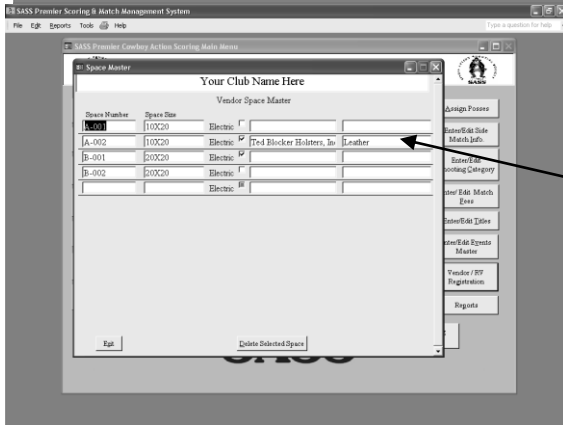 SASS Premier Scoring & Match Management System
File Edit Reports Tools Help
Type a question for help
SASS Premier Cowboy Action Scoring Main Menu
Space Master
Your Club Name Here
Vendor Space Master
Space Number Space Size
A-001 10X20 Electric
A-002 10X20 Electric Ted Blocker Holsters, In Leather
B-001 20X20 Electric
B-002 20X20 Electric
Electric
Exit Delete Selected Space
SASS
Assign Posses
Enter/Edit Side
Match Info.
Enter/Edit
hooting Category
nter/ Edit Match
Fees
Enter/Edit Titles
nter/Edit Events
Master
Vendor / RV
Registration
Reports